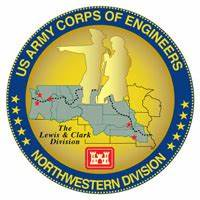 US ARMY CORPS OF ENGINEERS
The
Lewis & Clark
Division
NORTHWESTERN DIVISION